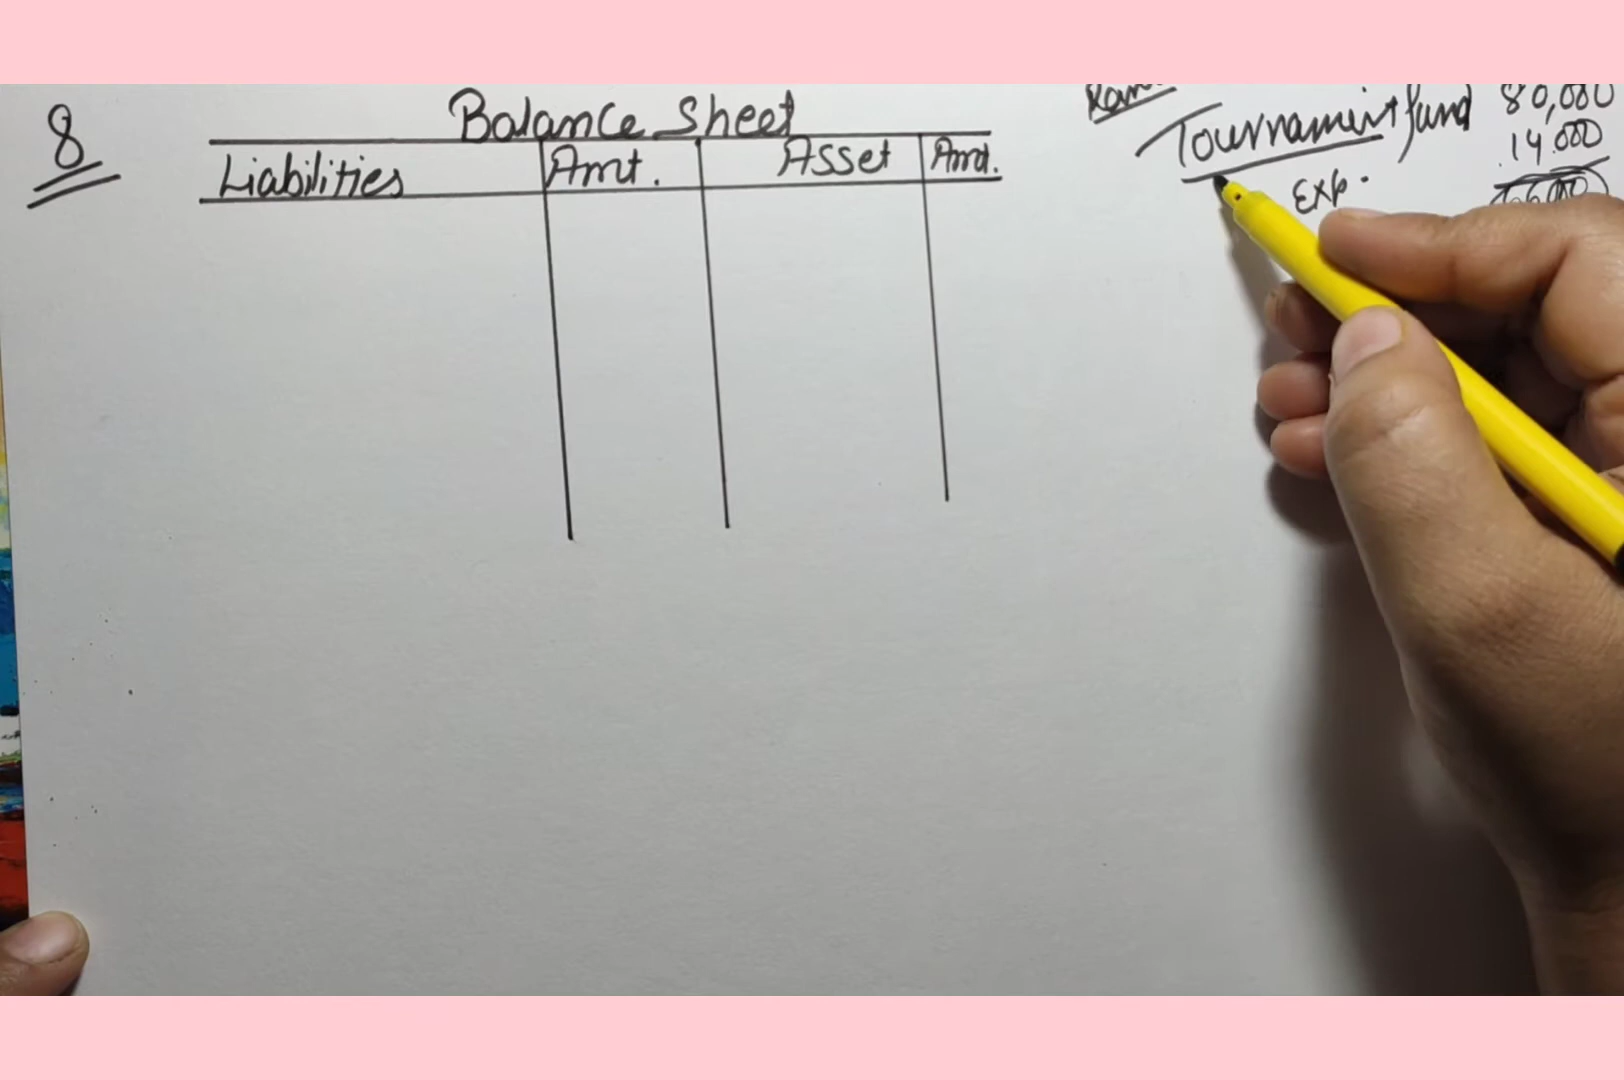 8
Balance Sheet
Liabilities Amt. Asset Amt.
Tournament fund 80,000
14,000
Exp.